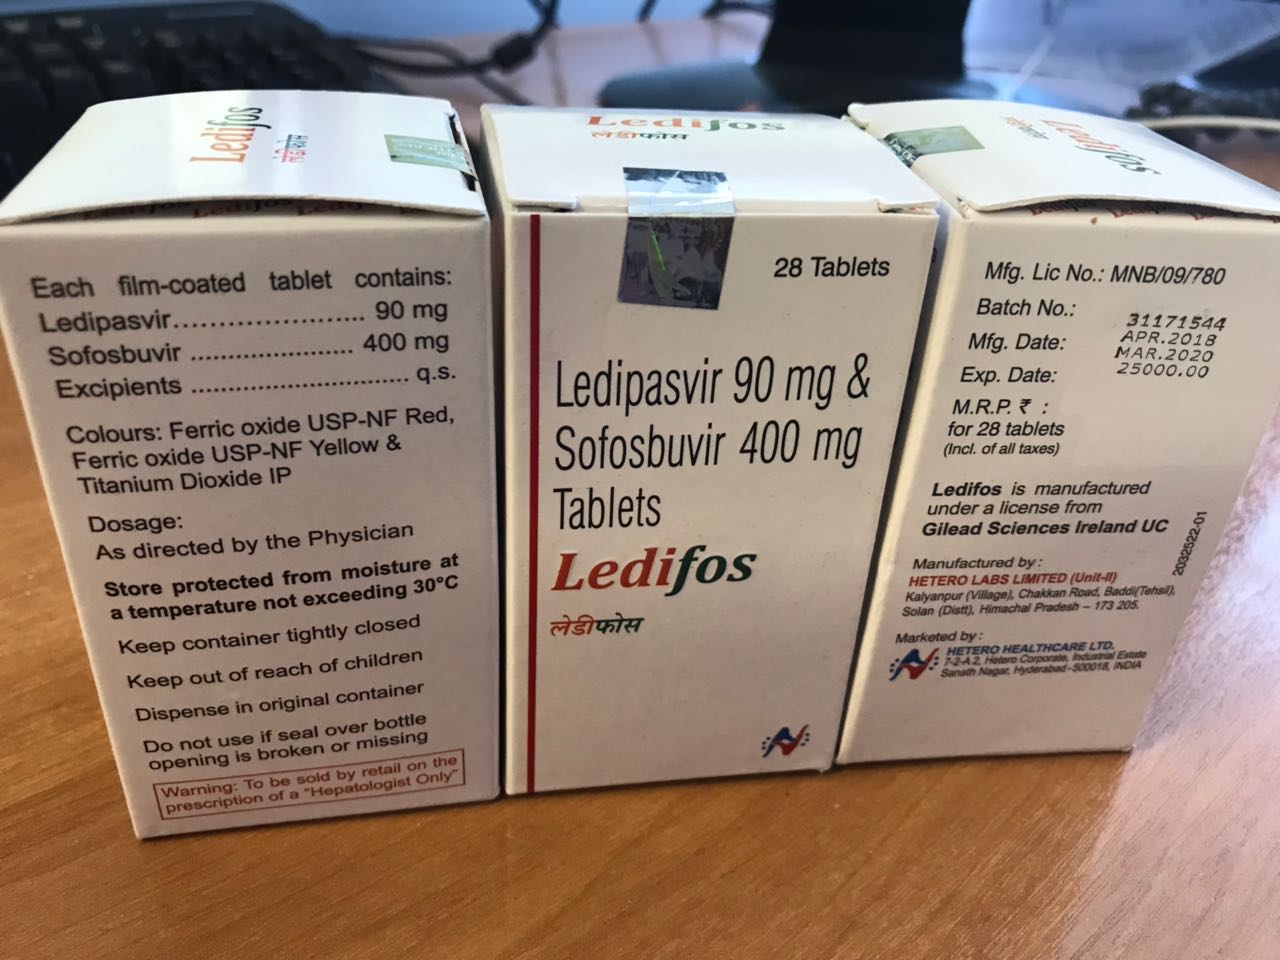 Ledifos
लेडीफोस
Each film-coated tablet contains:
Ledipasvir..................... 90 mg
Sofosbuvir ..................... 400 mg
Excipients ............................ q.s.
Colours: Ferric oxide USP-NF Red,
Ferric oxide USP-NF Yellow &
Titanium Dioxide IP
Dosage:
As directed by the Physician
Store protected from moisture at
a temperature not exceeding 30°C
Keep container tightly closed
Keep out of reach of children
Dispense in original container
Do not use if seal over bottle
opening is broken or missing
Warning: To be sold by retail on the
prescription of a "Hepatologist Only"
Ledifos
लेडीफोस
28 Tablets
Ledipasvir 90 mg &
Sofosbuvir 400 mg
Tablets
Ledifos
लेडीफोस
Ledifos
लेडीफोस
Mfg. Lic No.: MNB/09/780
Batch No.: 31171544
Mfg. Date: APR.2018
Exp. Date: MAR.2020
M.R.P. ₹ : 25000.00
for 28 tablets
(Incl. of all taxes)
Ledifos is manufactured
under a license from
Gilead Sciences Ireland UC
2032522-01
Manufactured by :
HETERO LABS LIMITED (Unit-II)
Kalyanpur (Village), Chakkan Road, Baddi(Tehsil),
Solan (Distt), Himachal Pradesh – 173 205.
Marketed by :
HETERO HEALTHCARE LTD.
7-2-A 2, Hetero Corporate, Industrial Estate
Sanath Nagar, Hyderabad-500018, INDIA